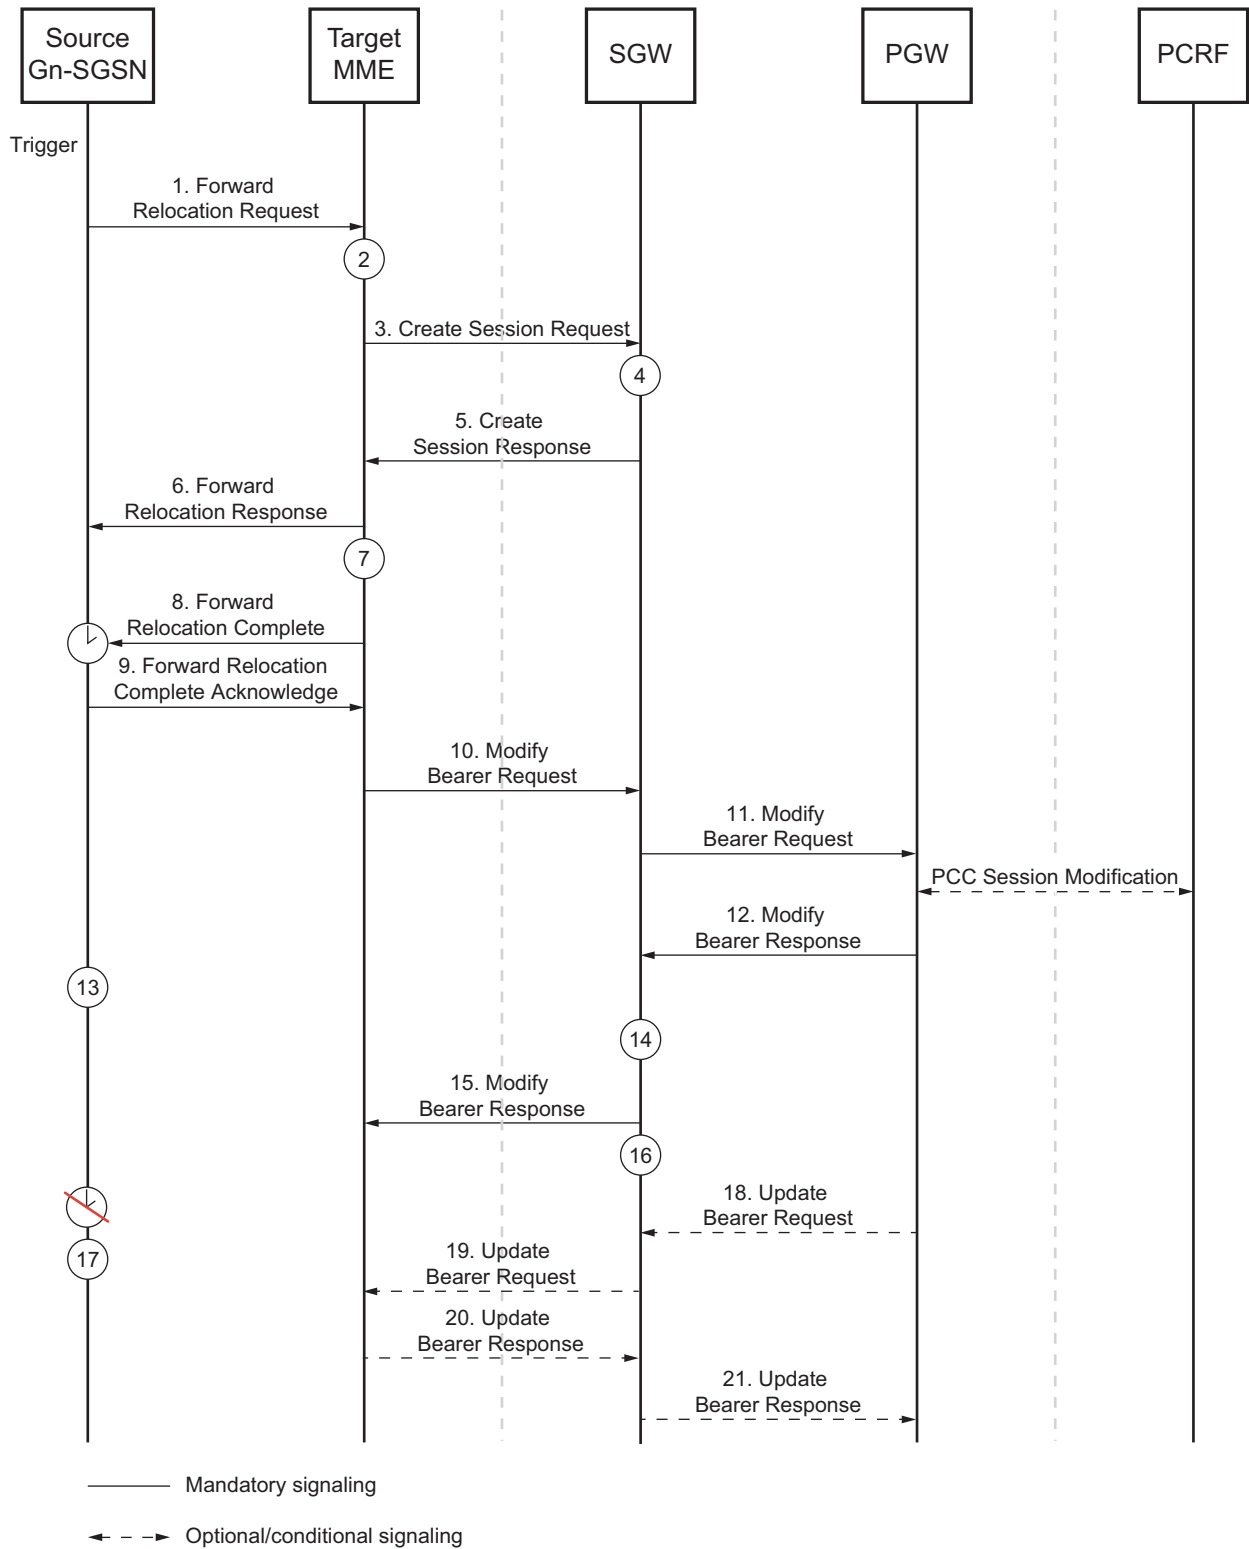 Source
Gn-SGSN
Target
MME
SGW
PGW
PCRF
Trigger
1. Forward
Relocation Request
2
3. Create Session Request
4
5. Create
Session Response
6. Forward
Relocation Response
7
8. Forward
Relocation Complete
9. Forward Relocation
Complete Acknowledge
10. Modify
Bearer Request
11. Modify
Bearer Request
PCC Session Modification
12. Modify
Bearer Response
13
14
15. Modify
Bearer Response
16
18. Update
Bearer Request
17
19. Update
Bearer Request
20. Update
Bearer Response
21. Update
Bearer Response
Mandatory signaling
Optional/conditional signaling